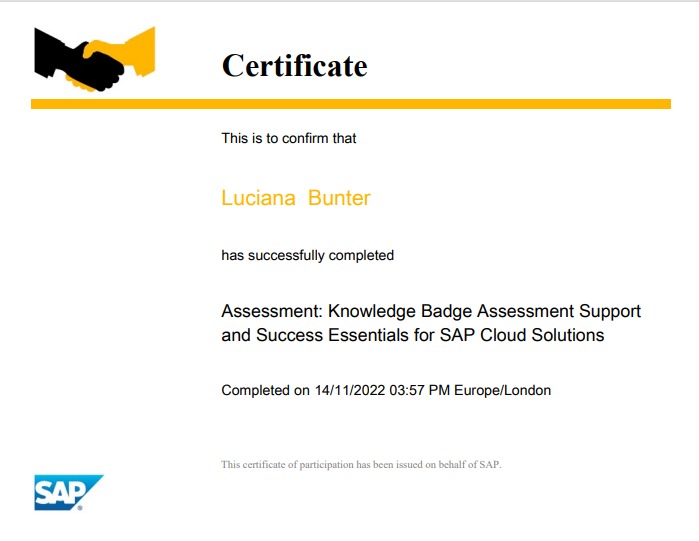 Certificate
This is to confirm that
Luciana Bunter
has successfully completed
Assessment: Knowledge Badge Assessment Support
and Success Essentials for SAP Cloud Solutions
Completed on 14/11/2022 03:57 PM Europe/London
This certificate of participation has been issued on behalf of SAP.
SAP®